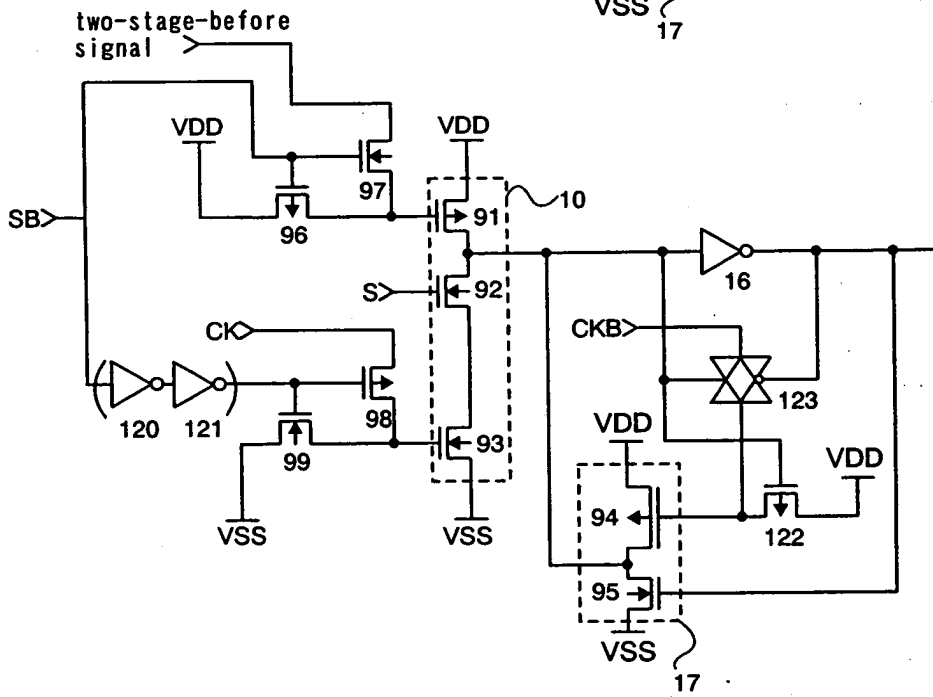 VSS
17
two-stage-before
signal
VDD
VDD
10
97
91
SB
96
16
S
92
CK
CKB
123
98
120
121
99
93
VDD
VDD
94
122
VSS
VSS
95
VSS
17